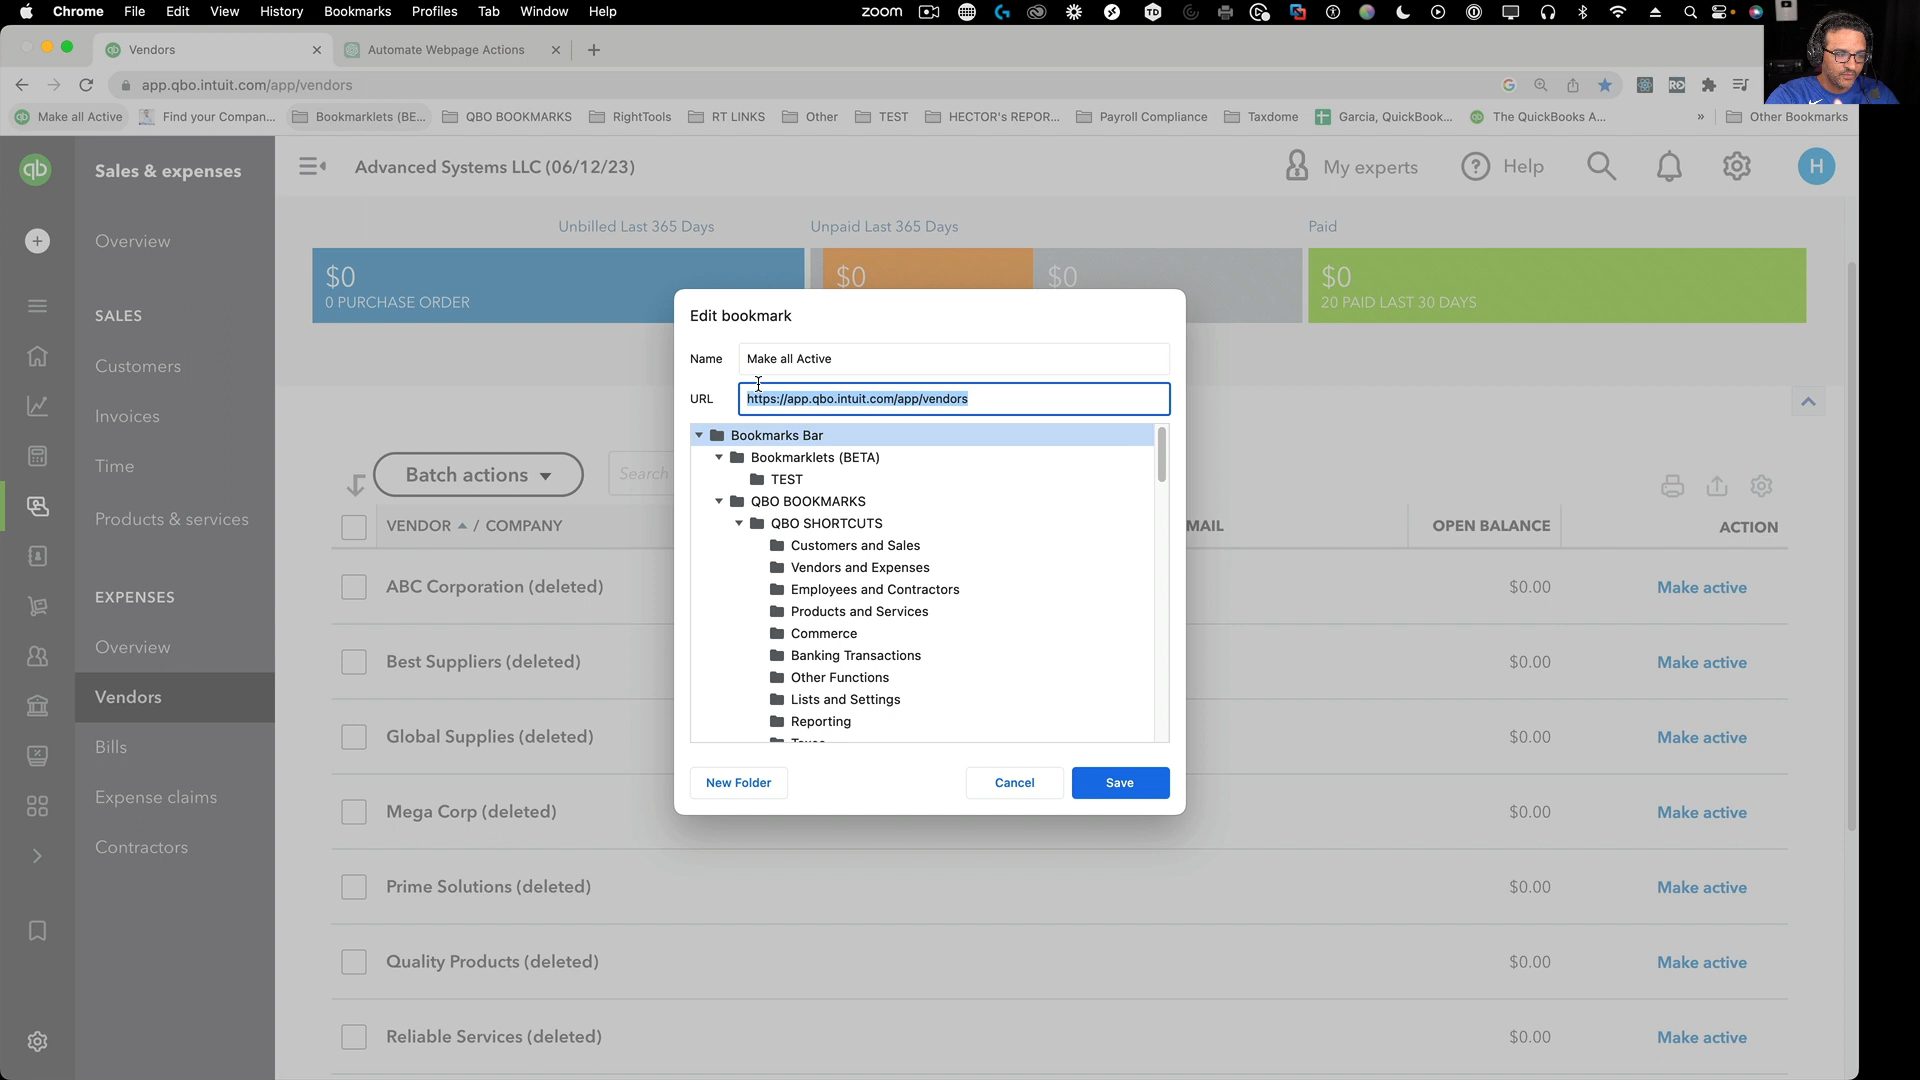 Chrome File Edit View History Bookmarks Profiles Tab Window Help
zoom TD
Vendors
Automate Webpage Actions
app.qbo.intuit.com/app/vendors
Make all Active
Find your Compan...
Bookmarklets (BE...
QBO BOOKMARKS
RightTools
RT LINKS
Other
TEST
HECTOR's REPOR...
Payroll Compliance
Taxdome
Garcia, QuickBook...
The QuickBooks A...
»
Other Bookmarks
qb
Sales & expenses
Advanced Systems LLC (06/12/23)
My experts
Help
H
Overview
SALES
Customers
Invoices
Time
Products & services
EXPENSES
Overview
Vendors
Bills
Expense claims
Contractors
Unbilled Last 365 Days
Unpaid Last 365 Days
Paid
$0
0 PURCHASE ORDER
$0
$0
$0
20 PAID LAST 30 DAYS
Edit bookmark
Name
Make all Active
URL
https://app.qbo.intuit.com/app/vendors
Bookmarks Bar
Bookmarklets (BETA)
TEST
QBO BOOKMARKS
QBO SHORTCUTS
Customers and Sales
Vendors and Expenses
Employees and Contractors
Products and Services
Commerce
Banking Transactions
Other Functions
Lists and Settings
Reporting
New Folder
Cancel
Save
Batch actions
Search
VENDOR / COMPANY
MAIL
OPEN BALANCE
ACTION
ABC Corporation (deleted) $0.00 Make active
Best Suppliers (deleted) $0.00 Make active
Global Supplies (deleted) $0.00 Make active
Mega Corp (deleted) $0.00 Make active
Prime Solutions (deleted) $0.00 Make active
Quality Products (deleted) $0.00 Make active
Reliable Services (deleted) $0.00 Make active